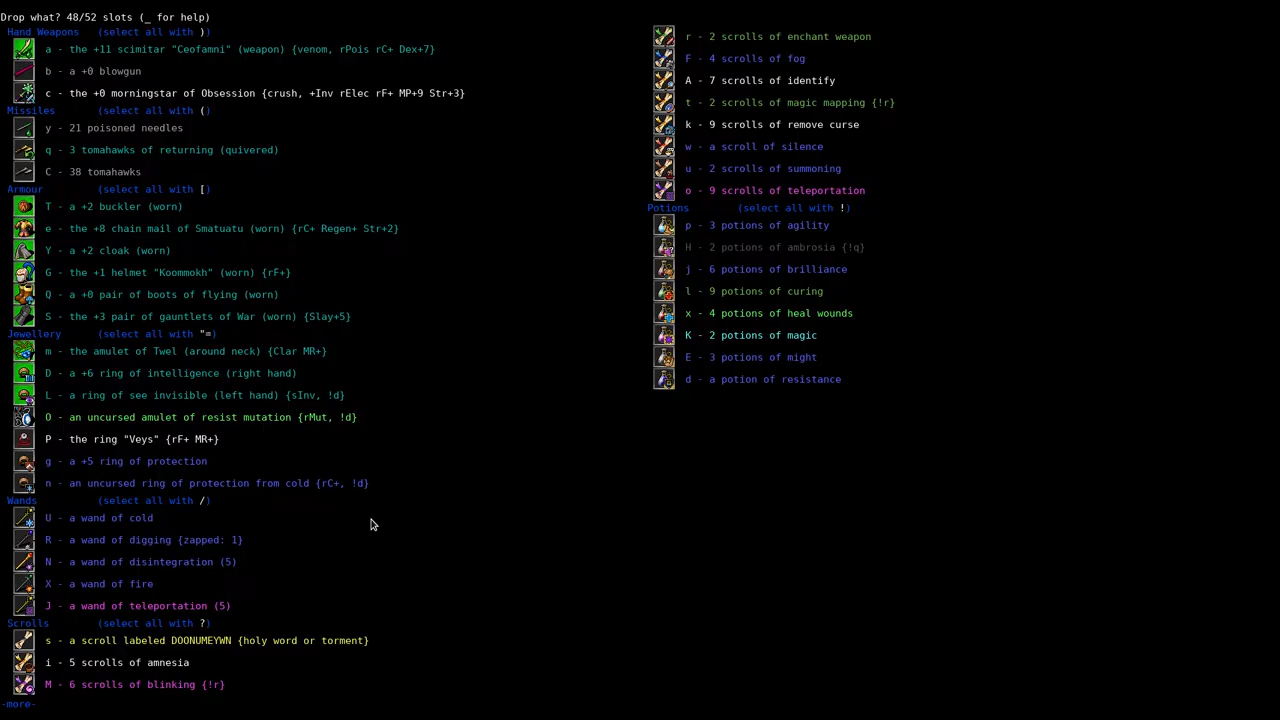 Drop what? 48/52 slots (_ for help)
Hand Weapons (select all with ))
a - the +11 scimitar "Ceofamni" (weapon) {venom, rPois rC+ Dex+7}
b - a +0 blowgun
c - the +0 morningstar of Obsession {crush, +Inv rElec rF+ MP+9 Str+3}
Missiles (select all with ()
y - 21 poisoned needles
q - 3 tomahawks of returning (quivered)
C - 38 tomahawks
Armour (select all with [)
T - a +2 buckler (worn)
e - the +8 chain mail of Smatuatu (worn) {rC+ Regen+ Str+2}
Y - a +2 cloak (worn)
G - the +1 helmet "Koommokh" (worn) {rF+}
Q - a +0 pair of boots of flying (worn)
S - the +3 pair of gauntlets of War (worn) {Slay+5}
Jewellery (select all with "=)
m - the amulet of Twel (around neck) {Clar MR+}
D - a +6 ring of intelligence (right hand)
L - a ring of see invisible (left hand) {sInv, !d}
O - an uncursed amulet of resist mutation {rMut, !d}
P - the ring "Veys" {rF+ MR+}
g - a +5 ring of protection
n - an uncursed ring of protection from cold {rC+, !d}
Wands (select all with /)
U - a wand of cold
R - a wand of digging {zapped: 1}
N - a wand of disintegration (5)
X - a wand of fire
J - a wand of teleportation (5)
Scrolls (select all with ?)
s - a scroll labeled DOONUMEYWN {holy word or torment}
i - 5 scrolls of amnesia
M - 6 scrolls of blinking {!r}
-more-
r - 2 scrolls of enchant weapon
F - 4 scrolls of fog
A - 7 scrolls of identify
t - 2 scrolls of magic mapping {!r}
k - 9 scrolls of remove curse
w - a scroll of silence
u - 2 scrolls of summoning
o - 9 scrolls of teleportation
Potions (select all with !)
p - 3 potions of agility
H - 2 potions of ambrosia {!q}
j - 6 potions of brilliance
l - 9 potions of curing
x - 4 potions of heal wounds
K - 2 potions of magic
E - 3 potions of might
d - a potion of resistance